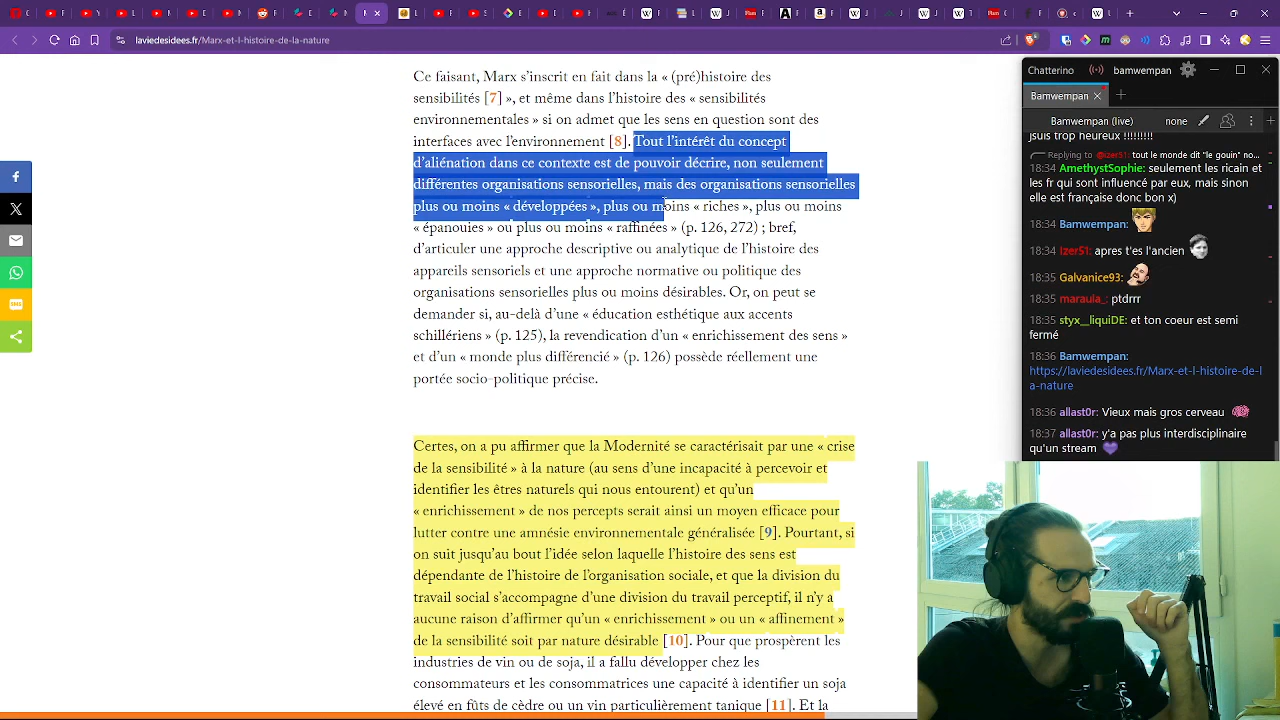 laviedesidees.fr/Marx-et-l-histoire-de-la-nature
Ce faisant, Marx s’inscrit en fait dans la « (pré)histoire des
sensibilités [7] », et même dans l’histoire des « sensibilités
environnementales » si on admet que les sens en question sont des
interfaces avec l’environnement [8]. Tout l’intérêt du concept
d’aliénation dans ce contexte est de pouvoir décrire, non seulement
différentes organisations sensorielles, mais des organisations sensorielles
plus ou moins « développées », plus ou moins « riches », plus ou moins
« épanouies » ou plus ou moins « raffinées » (p. 126, 272) ; bref,
d’articuler une approche descriptive ou analytique de l’histoire des
appareils sensoriels et une approche normative ou politique des
organisations sensorielles plus ou moins désirables. Or, on peut se
demander si, au-delà d’une « éducation esthétique aux accents
schillériens » (p. 125), la revendication d’un « enrichissement des sens »
et d’un « monde plus différencié » (p. 126) possède réellement une
portée socio-politique précise.
Certes, on a pu affirmer que la Modernité se caractérisait par une « crise
de la sensibilité » à la nature (au sens d’une incapacité à percevoir et
identifier les êtres naturels qui nous entourent) et qu’un
« enrichissement » de nos percepts serait ainsi un moyen efficace pour
lutter contre une amnésie environnementale généralisée [9]. Pourtant, si
on suit jusqu’au bout l’idée selon laquelle l’histoire des sens est
dépendante de l’histoire de l’organisation sociale, et que la division du
travail social s’accompagne d’une division du travail perceptif, il n’y a
aucune raison d’affirmer qu’un « enrichissement » ou un « affinement »
de la sensibilité soit par nature désirable [10]. Pour que prospèrent les
industries de vin ou de soja, il a fallu développer chez les
consommateurs et les consommatrices une capacité à identifier un soja
élevé en fûts de cèdre ou un vin particulièrement tanique [11]. Et la
SMS
Chatterino
bamwempan
Bamwempan
Bamwempan (live)
none
jsuis trop heureux !!!!!!!!
Replying to @Izer51: tout le monde dit "le gouin" no...
18:34 AmethystSophie: seulement les ricain et
les fr qui sont influencé par eux, mais sinon
elle est française donc bon x)
18:34 Bamwempan:
18:34 Izer51: apres t'es l'ancien
18:35 Galvanice93:
18:35 maraula_: ptdrrr
18:35 styx__liquiDE: et ton coeur est semi
fermé
18:36 Bamwempan:
https://laviedesidees.fr/Marx-et-l-histoire-de-l
a-nature
18:36 allast0r: Vieux mais gros cerveau
18:37 allast0r: y'a pas plus interdisciplinaire
qu'un stream